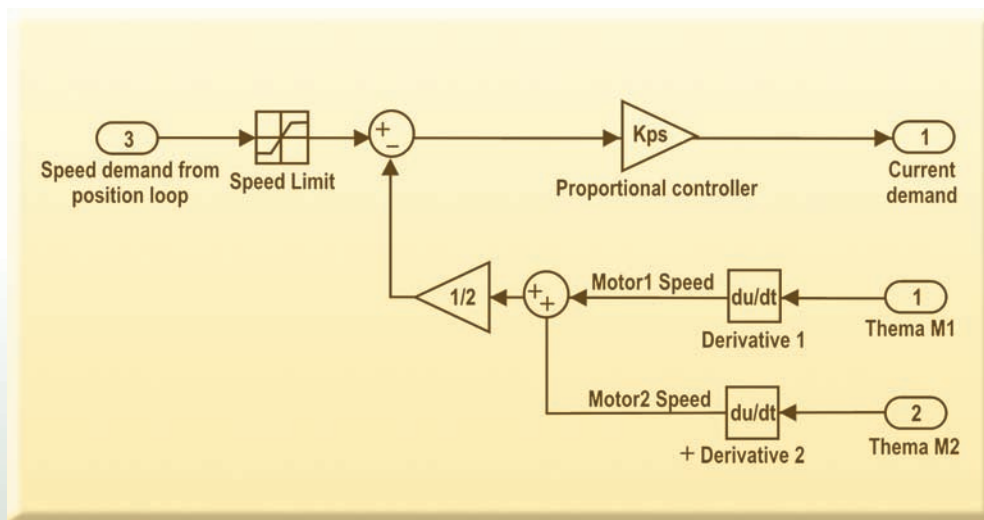 3
Speed demand from
position loop
Speed Limit
+
−
Kps
Proportional controller
1
Current
demand
1/2
+
+
Motor1 Speed
du/dt
Derivative 1
1
Thema M1
Motor2 Speed
du/dt
+ Derivative 2
2
Thema M2